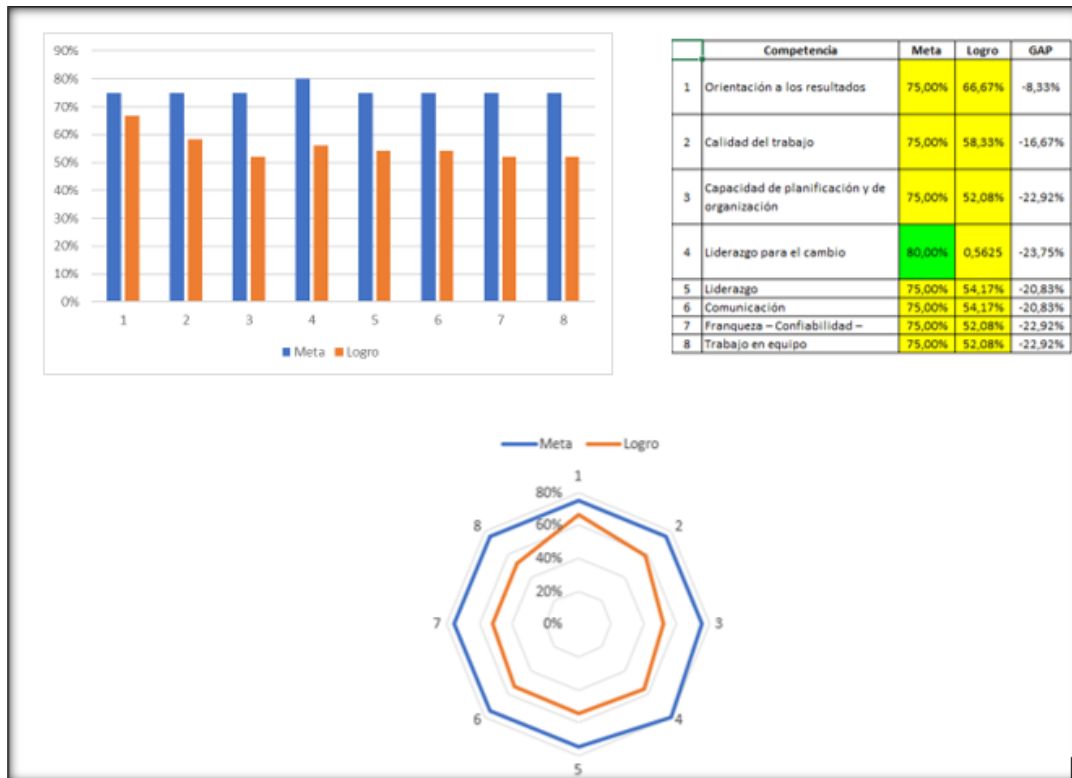 90%
80%
70%
60%
50%
40%
30%
20%
10%
0%
1 2 3 4 5 6 7 8
Meta Logro
Competencia Meta Logro GAP
1 Orientación a los resultados 75,00% 66,67% -8,33%
2 Calidad del trabajo 75,00% 58,33% -16,67%
3 Capacidad de planificación y de
organización 75,00% 52,08% -22,92%
4 Liderazgo para el cambio 80,00% 0,5625 -23,75%
5 Liderazgo 75,00% 54,17% -20,83%
6 Comunicación 75,00% 54,17% -20,83%
7 Franqueza – Confiabilidad – 75,00% 52,08% -22,92%
8 Trabajo en equipo 75,00% 52,08% -22,92%
Meta Logro
1
80%
8 60% 2
40%
20%
7 0% 3
6 4
5